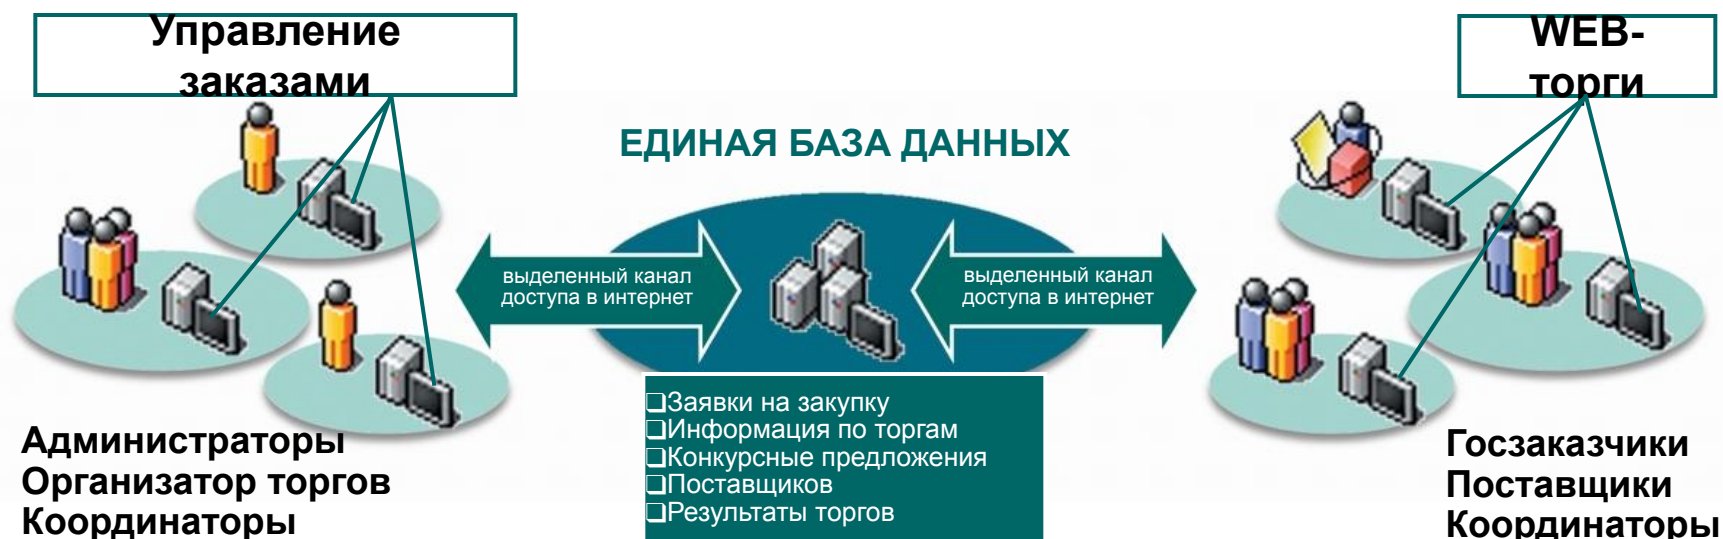 Управление
заказами
WEB-
торги
ЕДИНАЯ БАЗА ДАННЫХ
выделенный канал
доступа в интернет
выделенный канал
доступа в интернет
❑Заявки на закупку
❑Информация по торгам
❑Конкурсные предложения
❑Поставщиков
❑Результаты торгов
Администраторы
Организатор торгов
Координаторы
Госзаказчики
Поставщики
Координаторы